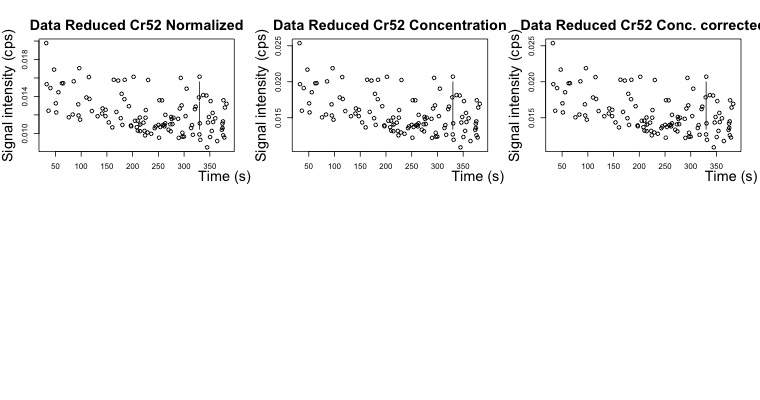 Data Reduced Cr52 Normalized
Signal intensity (cps)
0.018
0.014
0.010
50 100 150 200 250 300 350
Time (s)
Data Reduced Cr52 Concentration
Signal intensity (cps)
0.025
0.020
0.015
50 100 150 200 250 300 350
Time (s)
Data Reduced Cr52 Conc. corrected
Signal intensity (cps)
0.025
0.020
0.015
50 100 150 200 250 300 350
Time (s)